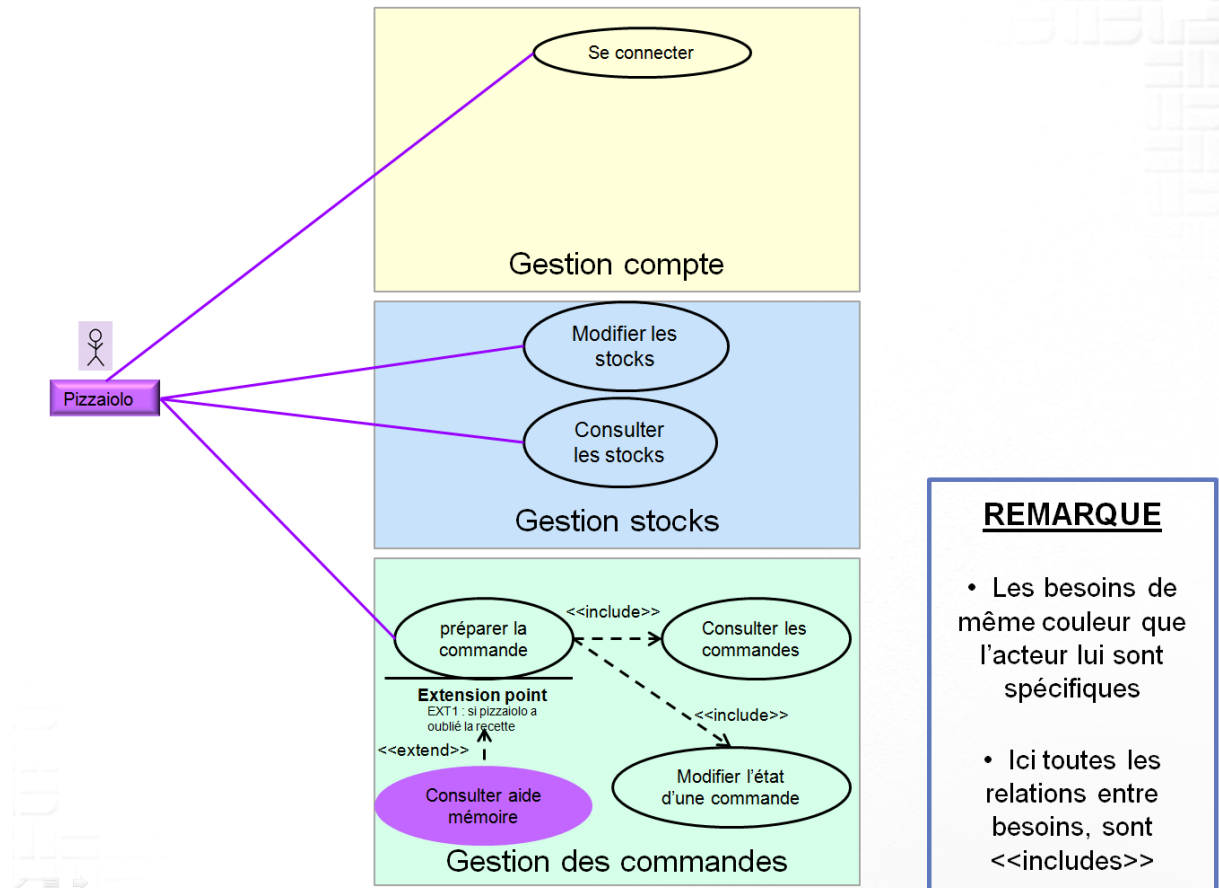 Se connecter
Gestion compte
Pizzaiolo
Modifier les
stocks
Consulter
les stocks
Gestion stocks
préparer la
commande
<<include>>
Consulter les
commandes
Extension point
EXT1 : si pizzaiolo a
oublié la recette
<<include>>
<<extend>>
Consulter aide
mémoire
Modifier l’état
d’une commande
Gestion des commandes
REMARQUE
• Les besoins de
même couleur que
l’acteur lui sont
spécifiques
• Ici toutes les
relations entre
besoins, sont
<<includes>>